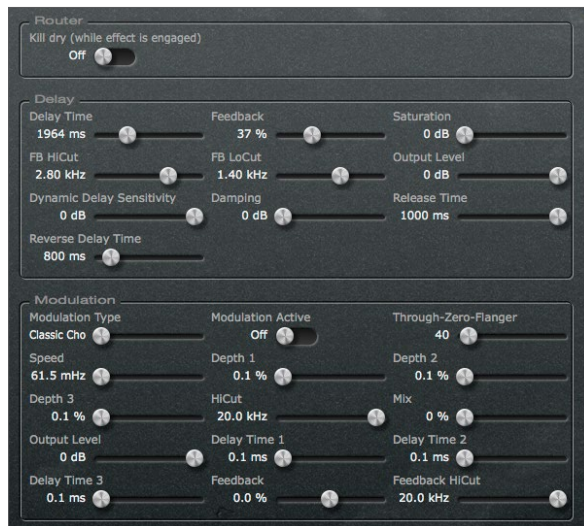 Router
Kill dry (while effect is engaged)
Off
Delay
Delay Time Feedback Saturation
1964 ms 37 % 0 dB
FB HiCut FB LoCut Output Level
2.80 kHz 1.40 kHz 0 dB
Dynamic Delay Sensitivity Damping Release Time
0 dB 0 dB 1000 ms
Reverse Delay Time
800 ms
Modulation
Modulation Type Modulation Active Through-Zero-Flanger
Classic Cho Off 40
Speed Depth 1 Depth 2
61.5 mHz 0.1 % 0.1 %
Depth 3 HiCut Mix
0.1 % 20.0 kHz 0 %
Output Level Delay Time 1 Delay Time 2
0 dB 0.1 ms 0.1 ms
Delay Time 3 Feedback Feedback HiCut
0.1 ms 0.0 % 20.0 kHz